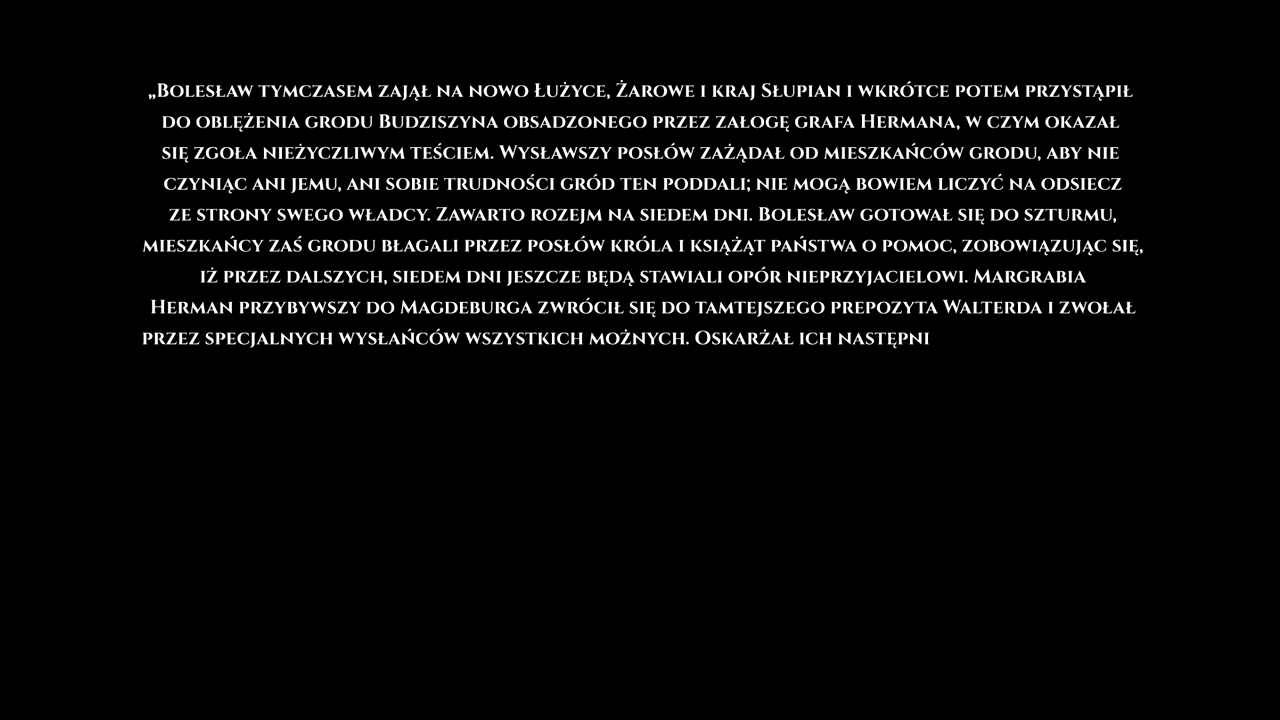 „Bolesław tymczasem zajął na nowo Łużyce, Żarowe i kraj Słupian i wkrótce potem przystąpił
do oblężenia grodu Budziszyna obsadzonego przez załogę grafa Hermana, w czym okazał
się zgoła nieżyczliwym teściem. Wysławszy posłów zażądał od mieszkańców grodu, aby nie
czyniąc ani jemu, ani sobie trudności gród ten poddali; nie mogą bowiem liczyć na odsiecz
ze strony swego władcy. Zawarto rozejm na siedem dni. Bolesław gotował się do szturmu,
mieszkańcy zaś grodu błagali przez posłów króla i książąt państwa o pomoc, zobowiązując się,
iż przez dalszych, siedem dni jeszcze będą stawiali opór nieprzyjacielowi. Margrabia
Herman przybywszy do Magdeburga zwrócił się do tamtejszego prepozyta Walterda i zwołał
przez specjalnych wysłańców wszystkich możnych. Oskarżał ich następni